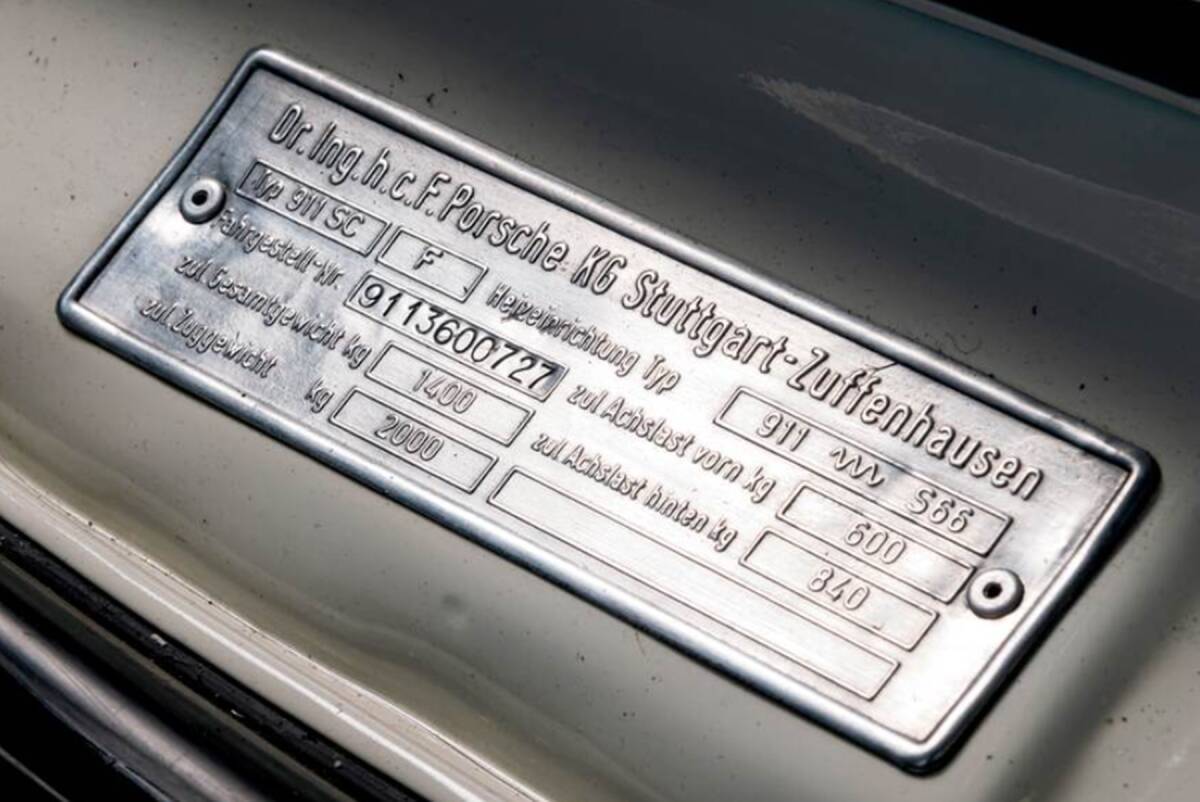 Dr. Ing. h. c. F. Porsche KG Stuttgart-Zuffenhausen
Typ 911 SC F Heizeinrichtung Typ 911 S66
Fahrgestell-Nr. 9113600727 zul. Achslast vorn kg 600
zul. Gesamtgewicht kg 1400 zul. Achslast hinten kg 840
zul. Zuggewicht kg 2000